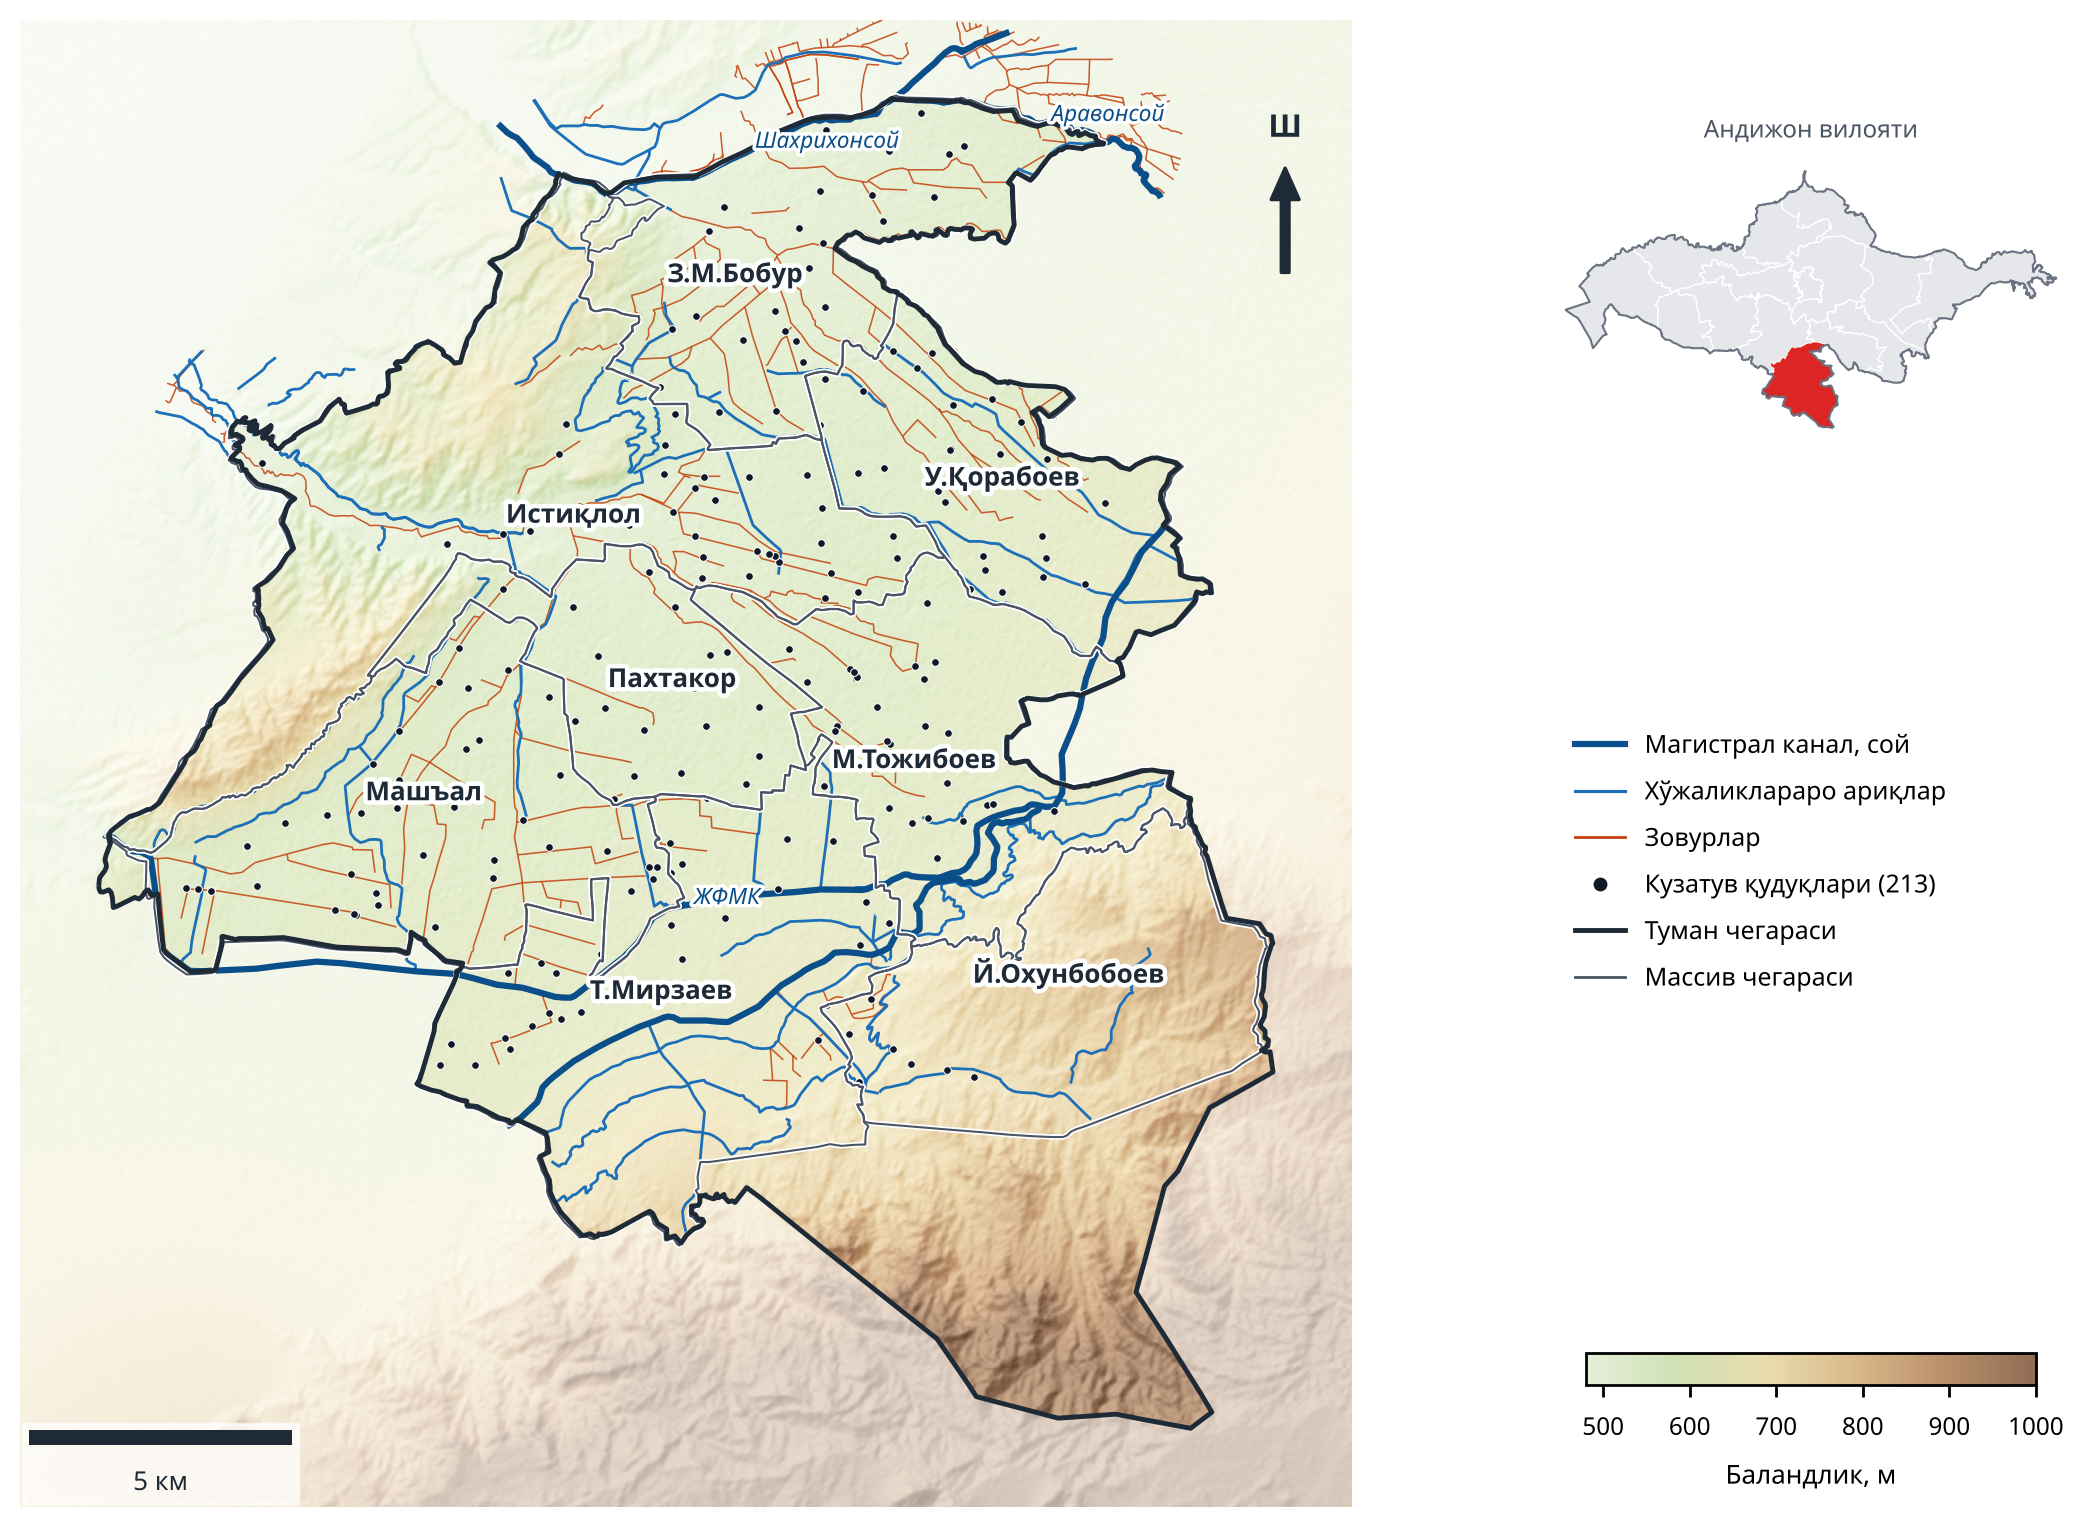 Аравонсой
Шахрихонсой
Ш
З.М.Бобур
У.Қорабоев
Истиқлол
Пахтакор
М.Тожибоев
Машъал
ЖФМК
Т.Мирзаев
Й.Охунбобоев
5 км
Андижон вилояти
Магистрал канал, сой
Хўжаликлараро ариқлар
Зовурлар
Кузатув қудуқлари (213)
Туман чегараси
Массив чегараси
500 600 700 800 900 1000
Баландлик, м